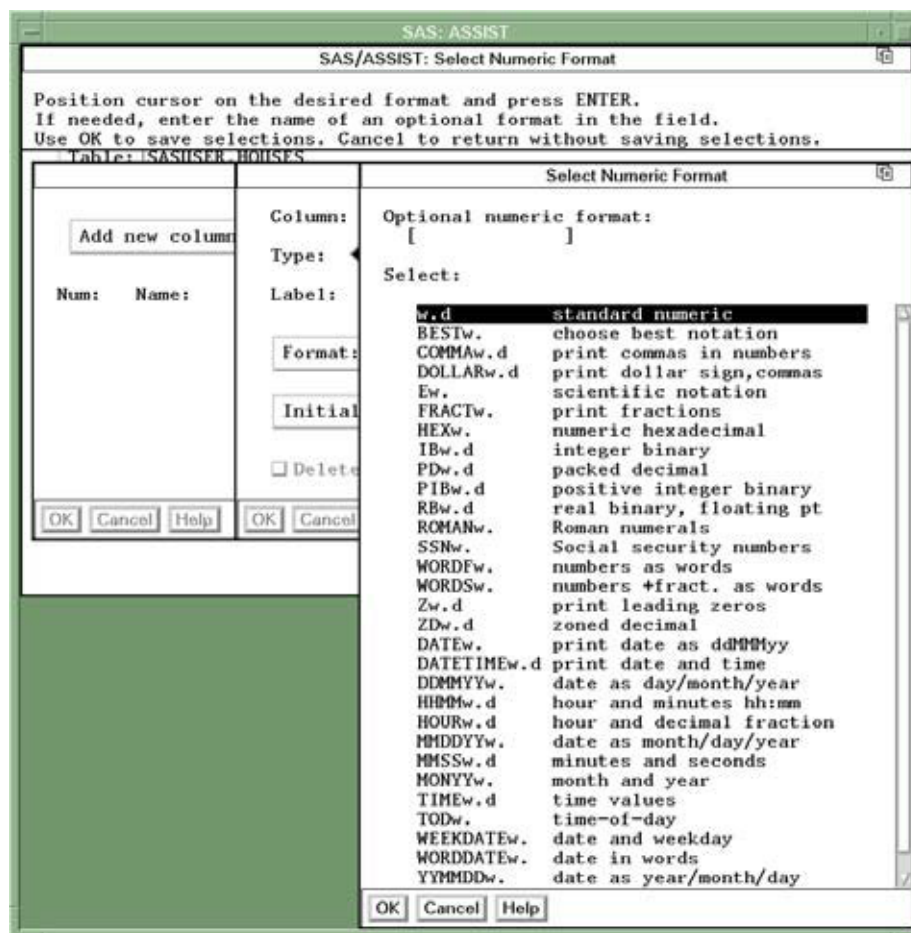 SAS: ASSIST
SAS/ASSIST: Select Numeric Format
Position cursor on the desired format and press ENTER.
If needed, enter the name of an optional format in the field.
Use OK to save selections. Cancel to return without saving selections.
Table: SASUSER.HOUSES
Add new column
Num: Name:
OK Cancel Help
Column:
Type:
Label:
Format:
Initial
Delete
OK Cancel
Select Numeric Format
Optional numeric format:
[ ]
Select:
w.d standard numeric
BESTw. choose best notation
COMMAw.d print commas in numbers
DOLLARw.d print dollar sign,commas
Ew. scientific notation
FRACTw. print fractions
HEXw. numeric hexadecimal
IBw.d integer binary
PDw.d packed decimal
PIBw.d positive integer binary
RBw.d real binary, floating pt
ROMANw. Roman numerals
SSNw. Social security numbers
WORDFw. numbers as words
WORDSw. numbers +fract. as words
Zw.d print leading zeros
ZDw.d zoned decimal
DATEw. print date as ddMMMyy
DATETIMEw.d print date and time
DDMMYYw. date as day/month/year
HHMMw.d hour and minutes hh:mm
HOURw.d hour and decimal fraction
MMDDYYw. date as month/day/year
MMSSw.d minutes and seconds
MONYYw. month and year
TIMEw.d time values
TODw. time-of-day
WEEKDATEw. date and weekday
WORDDATEw. date in words
YYMMDDw. date as year/month/day
OK Cancel Help